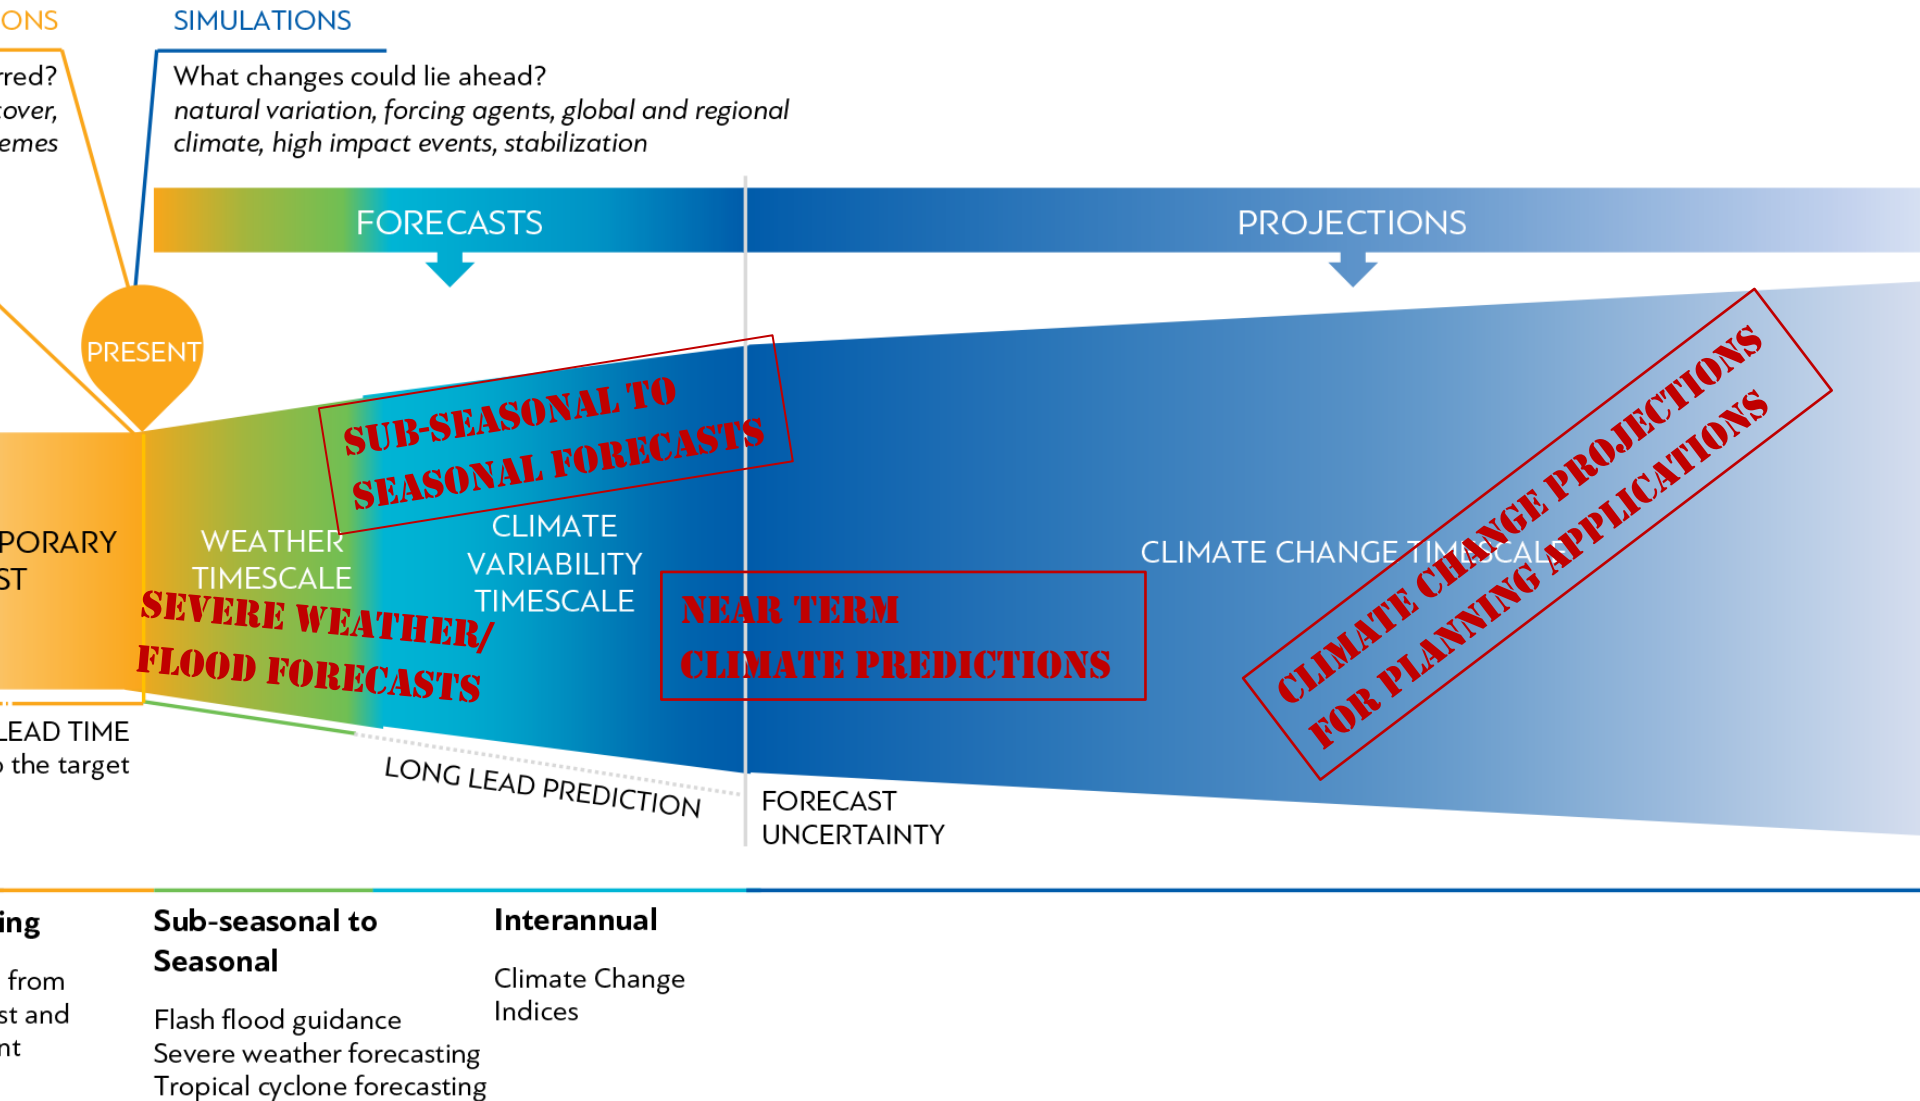 ONS
SIMULATIONS
rred?
cover,
emes
What changes could lie ahead?
natural variation, forcing agents, global and regional
climate, high impact events, stabilization
FORECASTS
PROJECTIONS
PRESENT
SUB-SEASONAL TO
SEASONAL FORECASTS
CLIMATE CHANGE PROJECTIONS
FOR PLANNING APPLICATIONS
PORARY
ST
WEATHER
TIMESCALE
CLIMATE
VARIABILITY
TIMESCALE
CLIMATE CHANGE TIMESCALE
SEVERE WEATHER/
FLOOD FORECASTS
NEAR TERM
CLIMATE PREDICTIONS
LEAD TIME
o the target
LONG LEAD PREDICTION
FORECAST
UNCERTAINTY
ing
from
st and
nt
Sub-seasonal to
Seasonal
Flash flood guidance
Severe weather forecasting
Tropical cyclone forecasting
Interannual
Climate Change
Indices